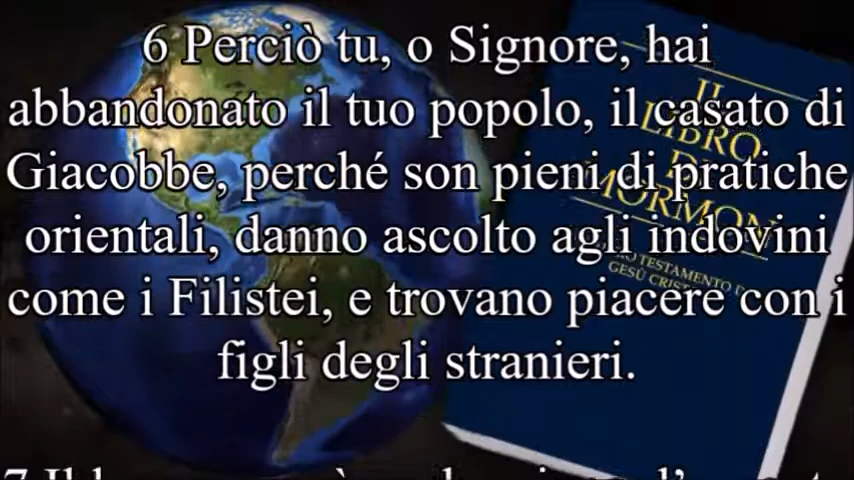 6 Perciò tu, o Signore, hai
abbandonato il tuo popolo, il casato di
Giacobbe, perché son pieni di pratiche
orientali, danno ascolto agli indovini
come i Filistei, e trovano piacere con i
figli degli stranieri.
IL
LIBRO
DI
MORMON
TESTAMENTO DI
GESÙ